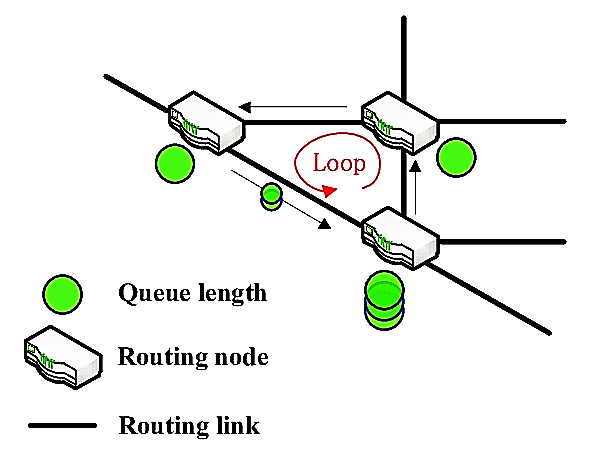 Loop
Queue length
Routing node
Routing link